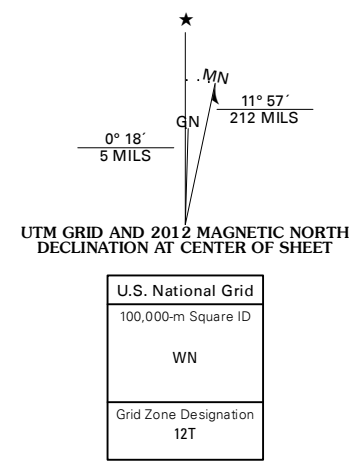 ★
MN
GN
11° 57´
212 MILS
0° 18´
5 MILS
UTM GRID AND 2012 MAGNETIC NORTH
DECLINATION AT CENTER OF SHEET
U.S. National Grid
100,000-m Square ID
WN
Grid Zone Designation
12T